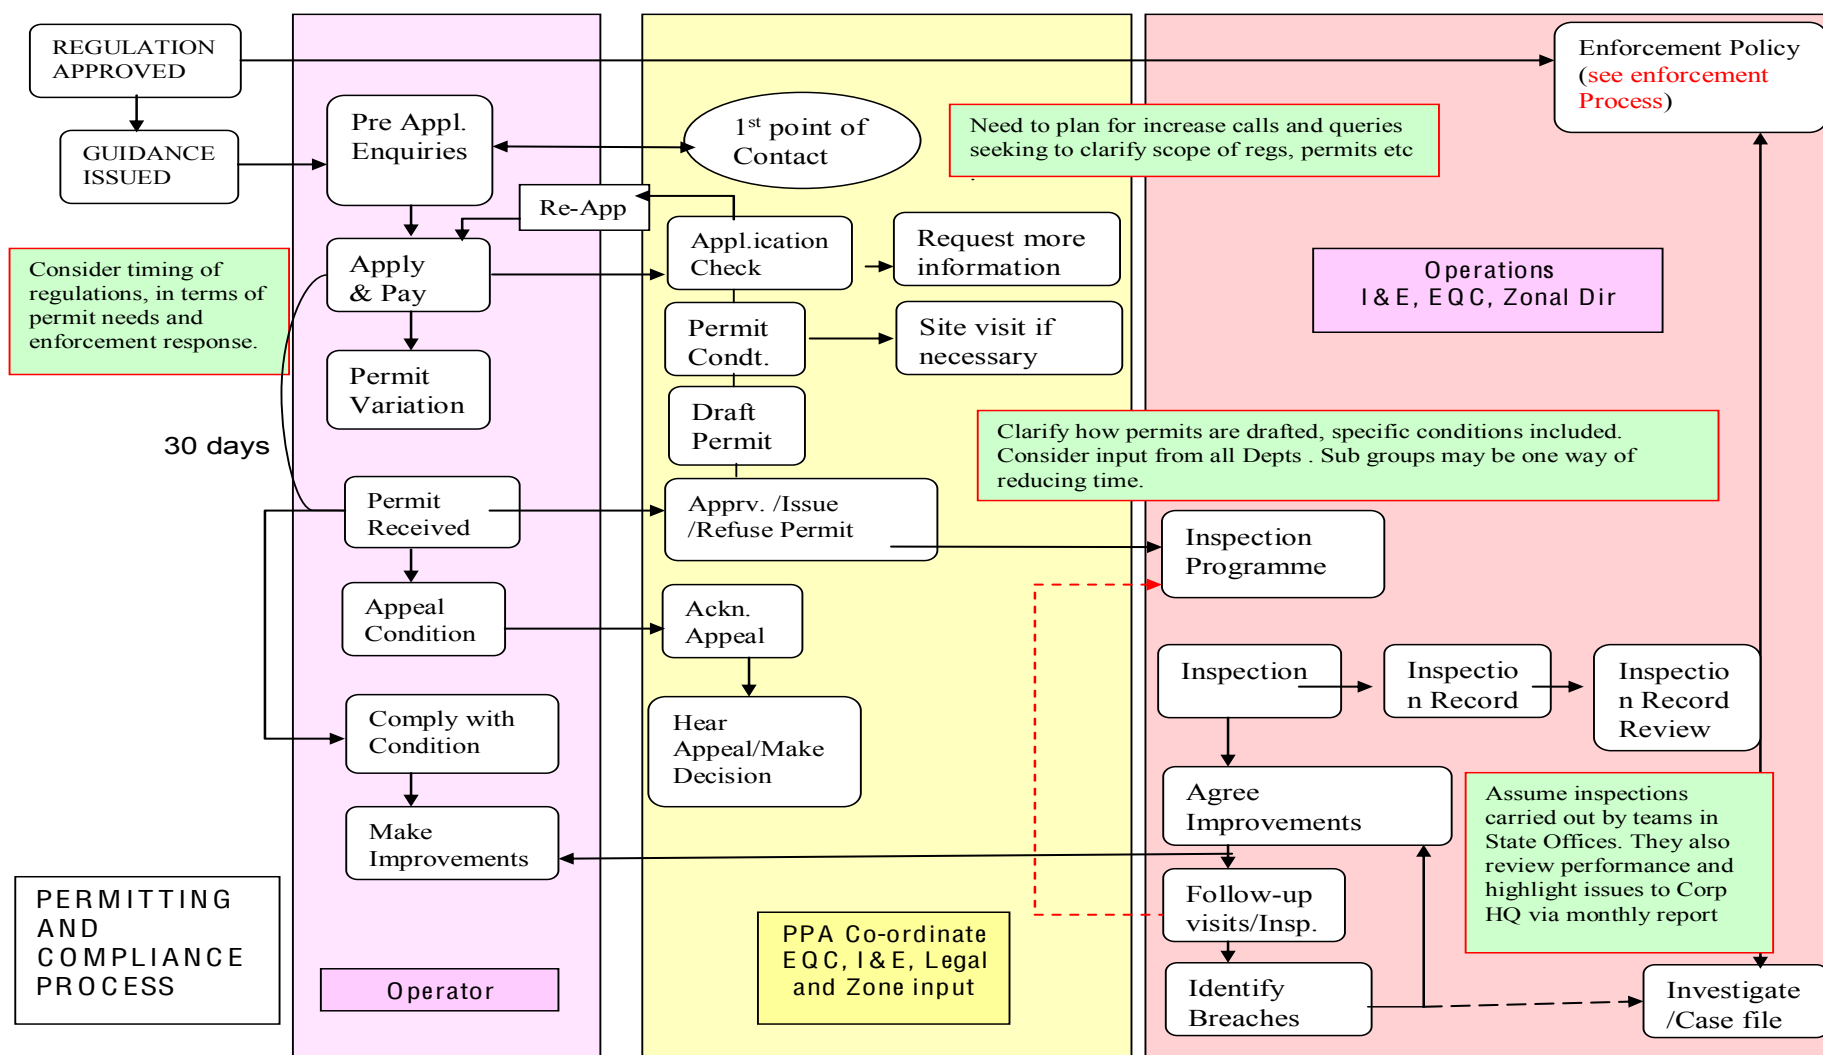 REGULATION
APPROVED
GUIDANCE
ISSUED
Pre Appl.
Enquiries
1st point of
Contact
Need to plan for increase calls and queries
seeking to clarify scope of regs, permits etc
Enforcement Policy
(see enforcement
Process)
Re-App
Consider timing of
regulations, in terms of
permit needs and
enforcement response.
Apply
& Pay
Appl.ication
Check
Request more
information
Operations
I & E, EQC, Zonal Dir
Permit
Variation
Permit
Condt.
Site visit if
necessary
Draft
Permit
30 days
Clarify how permits are drafted, specific conditions included.
Consider input from all Depts . Sub groups may be one way of
reducing time.
Permit
Received
Apprv. /Issue
/Refuse Permit
Inspection
Programme
Appeal
Condition
Ackn.
Appeal
Inspection
Inspectio
n Record
Inspectio
n Record
Review
Comply with
Condition
Hear
Appeal/Make
Decision
Agree
Improvements
Assume inspections
carried out by teams in
State Offices. They also
review performance and
highlight issues to Corp
HQ via monthly report
Make
Improvements
Follow-up
visits/Insp.
PERMITTING
AND
COMPLIANCE
PROCESS
Operator
PPA Co-ordinate
EQC, I & E, Legal
and Zone input
Identify
Breaches
Investigate
/Case file